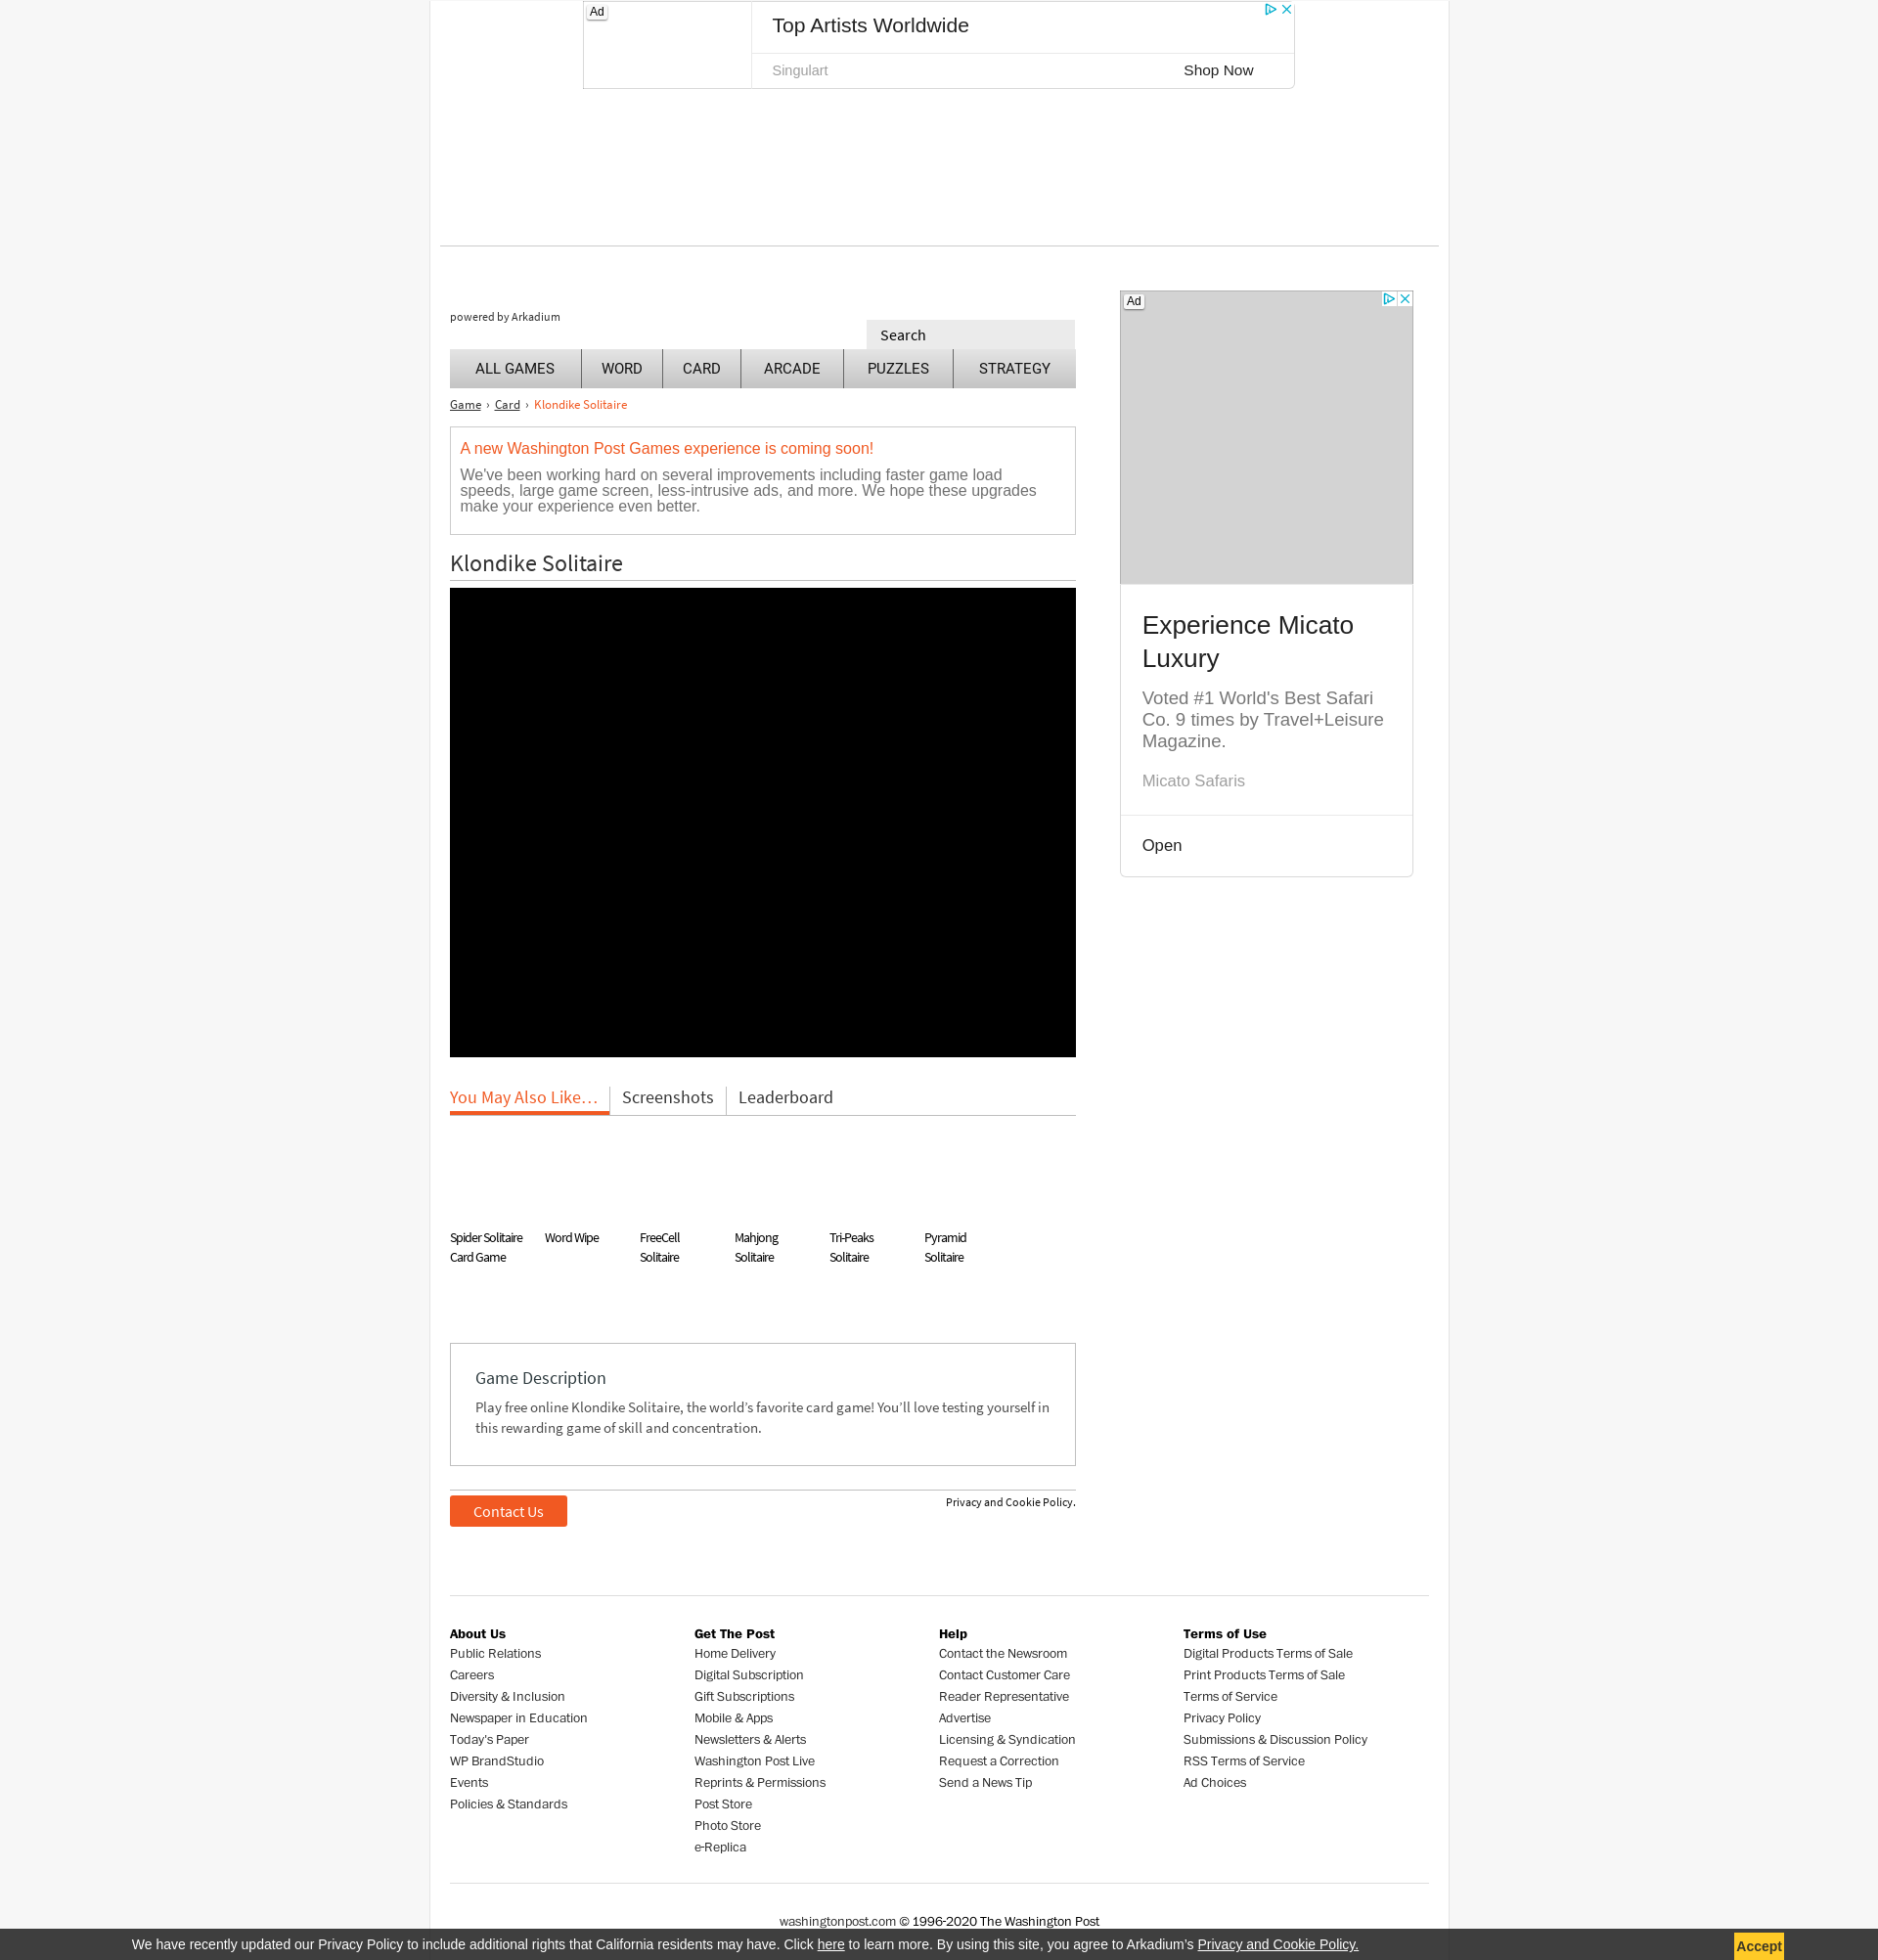 Ad
Top Artists Worldwide
Singulart
Shop Now
powered by Arkadium
Search
ALL GAMES
WORD
CARD
ARCADE
PUZZLES
STRATEGY
Game › Card › Klondike Solitaire
A new Washington Post Games experience is coming soon!
We've been working hard on several improvements including faster game load
speeds, large game screen, less-intrusive ads, and more. We hope these upgrades
make your experience even better.
Klondike Solitaire
Ad
Experience Micato
Luxury
Voted #1 World's Best Safari
Co. 9 times by Travel+Leisure
Magazine.
Micato Safaris
Open
You May Also Like…
Screenshots
Leaderboard
Spider Solitaire
Card Game
Word Wipe
FreeCell
Solitaire
Mahjong
Solitaire
Tri-Peaks
Solitaire
Pyramid
Solitaire
Game Description
Play free online Klondike Solitaire, the world’s favorite card game! You’ll love testing yourself in
this rewarding game of skill and concentration.
Contact Us
Privacy and Cookie Policy.
About Us
Public Relations
Careers
Diversity & Inclusion
Newspaper in Education
Today's Paper
WP BrandStudio
Events
Policies & Standards
Get The Post
Home Delivery
Digital Subscription
Gift Subscriptions
Mobile & Apps
Newsletters & Alerts
Washington Post Live
Reprints & Permissions
Post Store
Photo Store
e-Replica
Help
Contact the Newsroom
Contact Customer Care
Reader Representative
Advertise
Licensing & Syndication
Request a Correction
Send a News Tip
Terms of Use
Digital Products Terms of Sale
Print Products Terms of Sale
Terms of Service
Privacy Policy
Submissions & Discussion Policy
RSS Terms of Service
Ad Choices
washingtonpost.com © 1996-2020 The Washington Post
We have recently updated our Privacy Policy to include additional rights that California residents may have. Click here to learn more. By using this site, you agree to Arkadium’s Privacy and Cookie Policy.
Accept